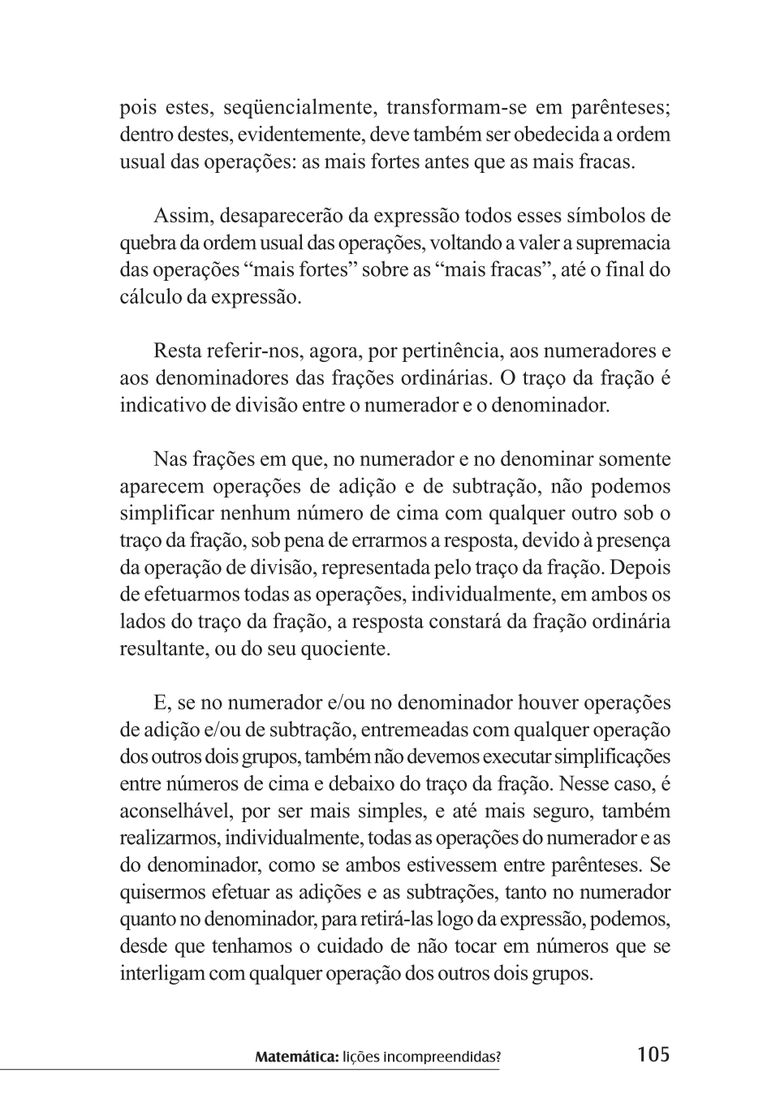 pois estes, seqüencialmente, transformam-se em parênteses;
dentro destes, evidentemente, deve também ser obedecida a ordem
usual das operações: as mais fortes antes que as mais fracas.
Assim, desaparecerão da expressão todos esses símbolos de
quebra da ordem usual das operações, voltando a valer a supremacia
das operações “mais fortes” sobre as “mais fracas”, até o final do
cálculo da expressão.
Resta referir-nos, agora, por pertinência, aos numeradores e
aos denominadores das frações ordinárias. O traço da fração é
indicativo de divisão entre o numerador e o denominador.
Nas frações em que, no numerador e no denominar somente
aparecem operações de adição e de subtração, não podemos
simplificar nenhum número de cima com qualquer outro sob o
traço da fração, sob pena de errarmos a resposta, devido à presença
da operação de divisão, representada pelo traço da fração. Depois
de efetuarmos todas as operações, individualmente, em ambos os
lados do traço da fração, a resposta constará da fração ordinária
resultante, ou do seu quociente.
E, se no numerador e/ou no denominador houver operações
de adição e/ou de subtração, entremeadas com qualquer operação
dos outros dois grupos, também não devemos executar simplificações
entre números de cima e debaixo do traço da fração. Nesse caso, é
aconselhável, por ser mais simples, e até mais seguro, também
realizarmos, individualmente, todas as operações do numerador e as
do denominador, como se ambos estivessem entre parênteses. Se
quisermos efetuar as adições e as subtrações, tanto no numerador
quanto no denominador, para retirá-las logo da expressão, podemos,
desde que tenhamos o cuidado de não tocar em números que se
interligam com qualquer operação dos outros dois grupos.
Matemática: lições incompreendidas? 105